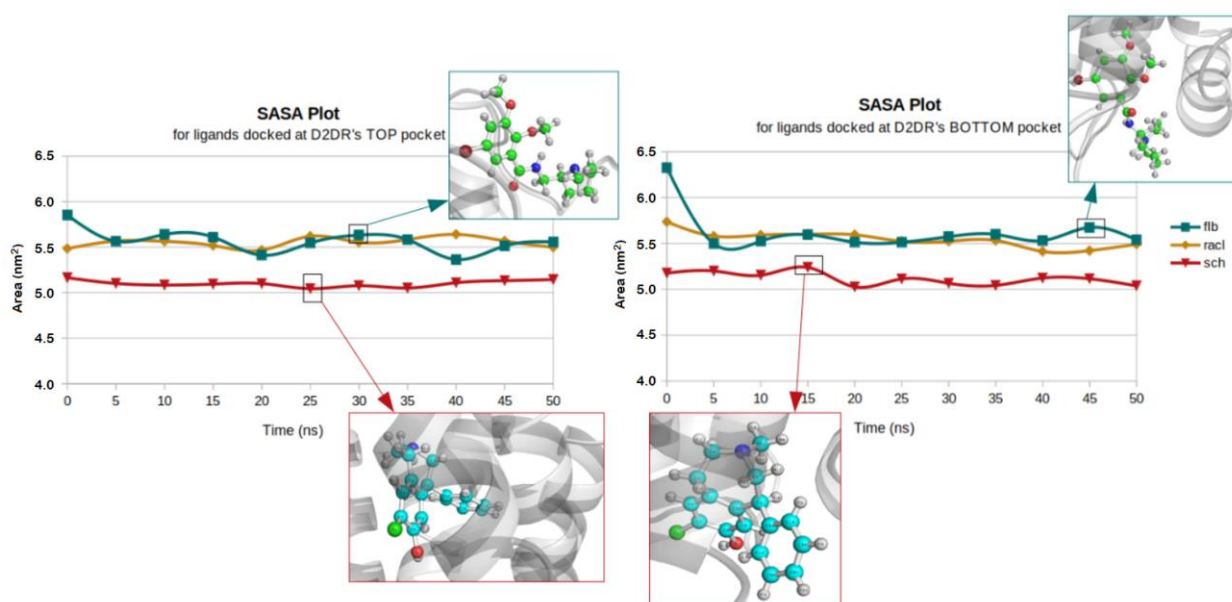 SASA Plot
for ligands docked at D2DR's TOP pocket
6.5
6.0
5.5
5.0
4.5
4.0
Area (nm²)
0 5 10 15 20 25 30 35 40 45 50
Time (ns)
SASA Plot
for ligands docked at D2DR's BOTTOM pocket
6.5
6.0
5.5
5.0
4.5
4.0
Area (nm²)
0 5 10 15 20 25 30 35 40 45 50
Time (ns)
flb
racl
sch